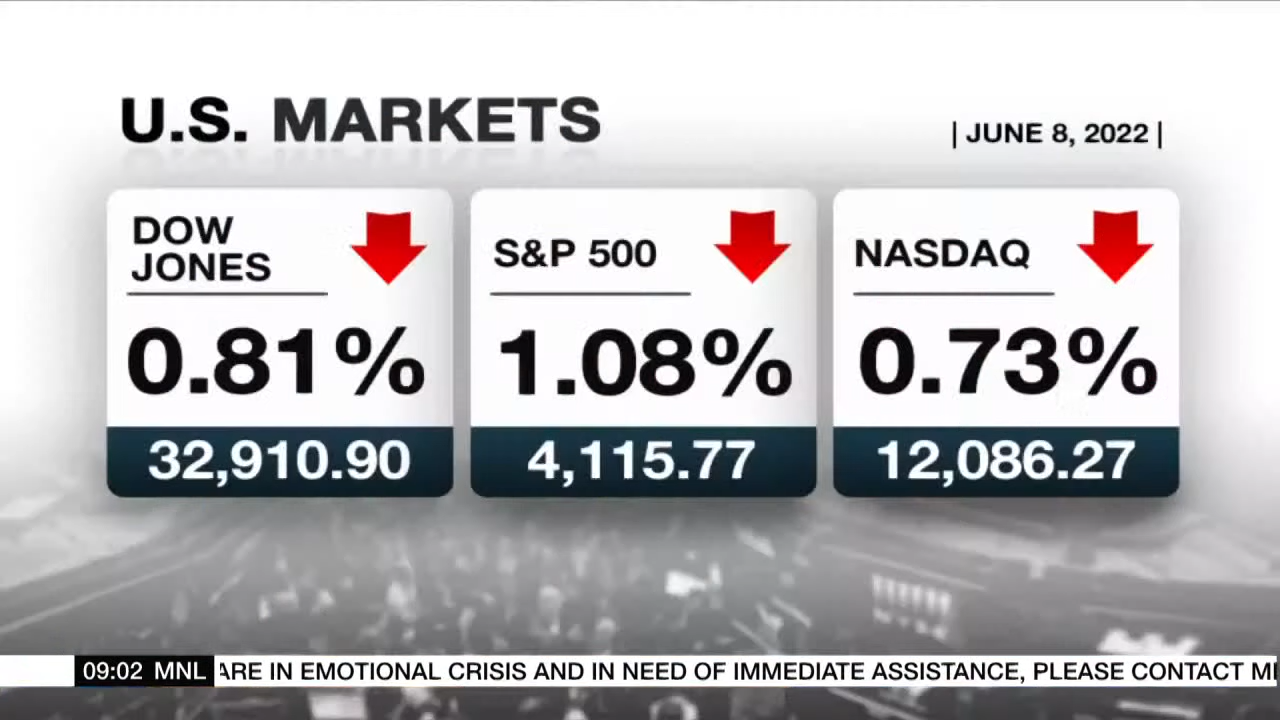 U.S. MARKETS
| JUNE 8, 2022 |
DOW
JONES
0.81%
32,910.90
S&P 500
1.08%
4,115.77
NASDAQ
0.73%
12,086.27
09:02 MNL
ARE IN EMOTIONAL CRISIS AND IN NEED OF IMMEDIATE ASSISTANCE, PLEASE CONTACT